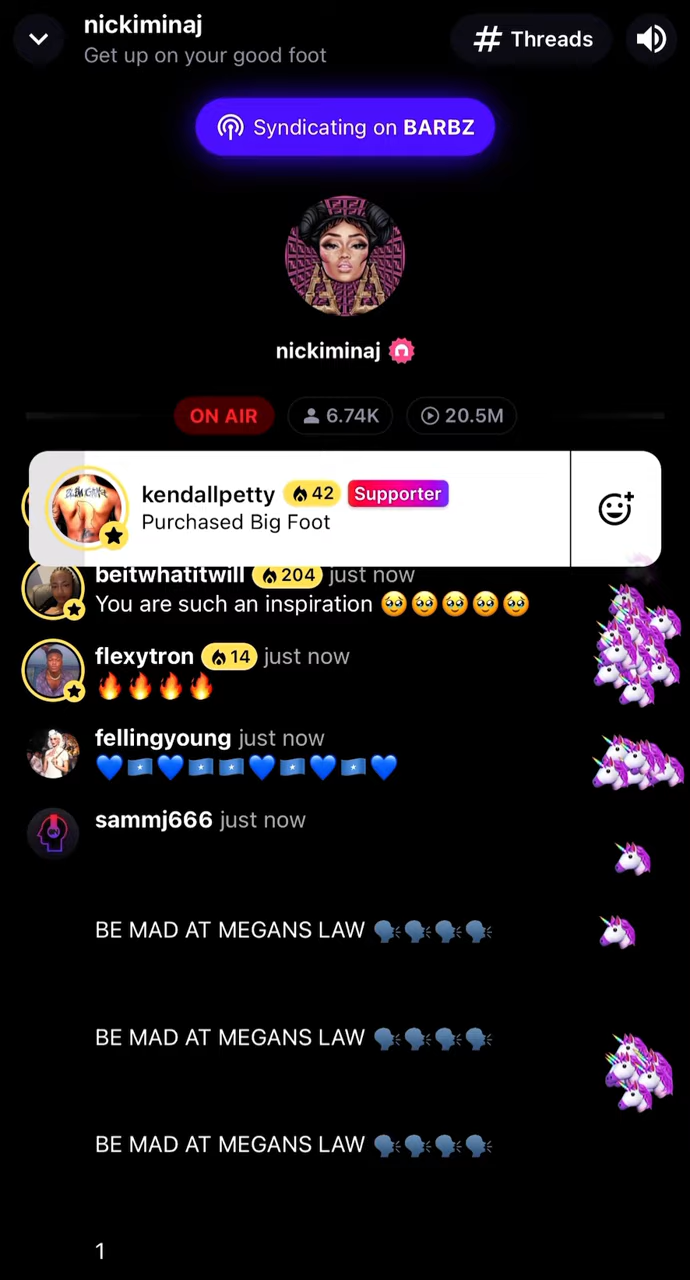 nickiminaj
Get up on your good foot
# Threads
Syndicating on BARBZ
nickiminaj
ON AIR
6.74K
20.5M
kendallpetty 🔥42 Supporter
Purchased Big Foot
beitwhatitwill 🔥204 just now
You are such an inspiration 🥹🥹🥹🥹🥹
flexytron 🔥14 just now
🔥🔥🔥🔥
fellingyoung just now
💙🇸🇴💙🇸🇴🇸🇴💙🇸🇴💙🇸🇴💙
sammj666 just now
BE MAD AT MEGANS LAW 🗣️🗣️🗣️🗣️
BE MAD AT MEGANS LAW 🗣️🗣️🗣️🗣️
BE MAD AT MEGANS LAW 🗣️🗣️🗣️🗣️
1